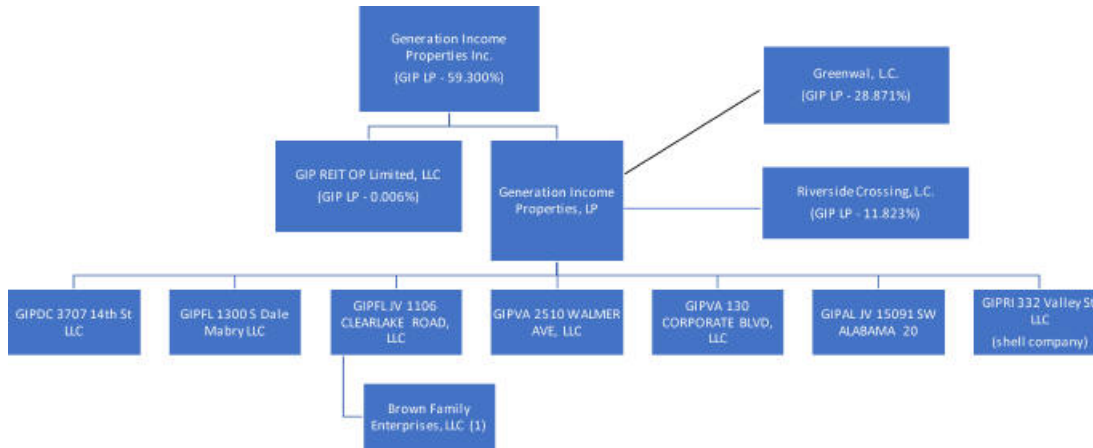 Generation Income
Properties Inc.
(GIP LP - 59.300%)
Greenwal, L.C.
(GIP LP - 28.871%)
GIP REIT OP Limited, LLC
(GIP LP - 0.006%)
Generation Income
Properties, LP
Riverside Crossing, L.C.
(GIP LP - 11.823%)
GIPDC 3707 14th St
LLC
GIPFL 1300 S Dale
Mabry LLC
GIPFL JV 1106
CLEARLAKE ROAD,
LLC
GIPVA 2510 WALMER
AVE, LLC
GIPVA 130
CORPORATE BLVD,
LLC
GIPAL JV 15091 SW
ALABAMA 20
GIPRI 332 Valley St
LLC
(shell company)
Brown Family
Enterprises, LLC (1)